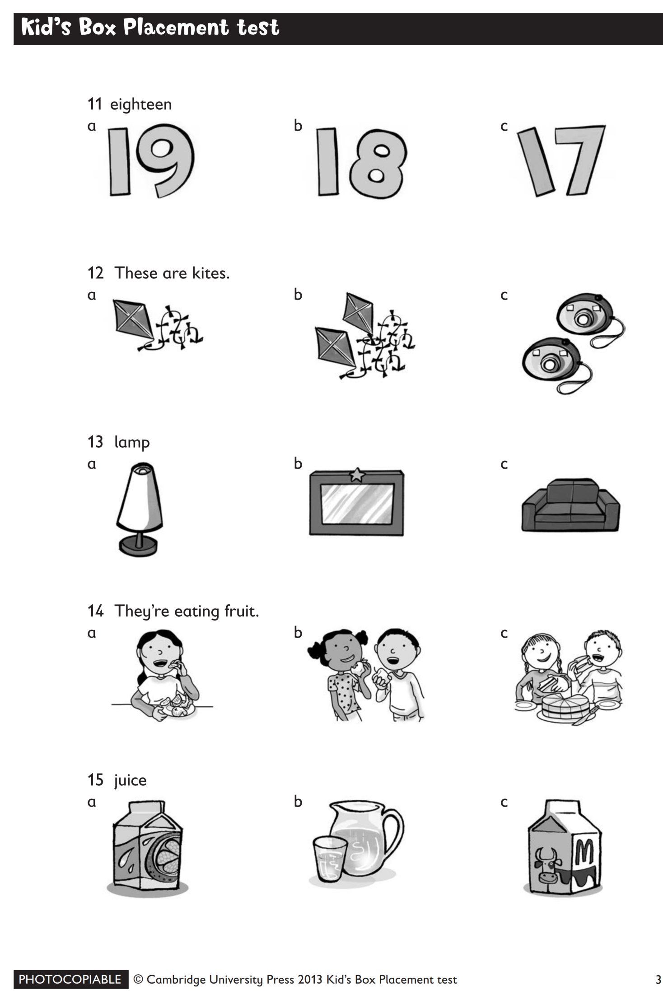 Kid's Box Placement test
11 eighteen
a 19 b 18 c 17
12 These are kites.
a b c
13 lamp
a b c
14 They're eating fruit.
a b c
15 juice
a b c
M
PHOTOCOPIABLE © Cambridge University Press 2013 Kid's Box Placement test 3